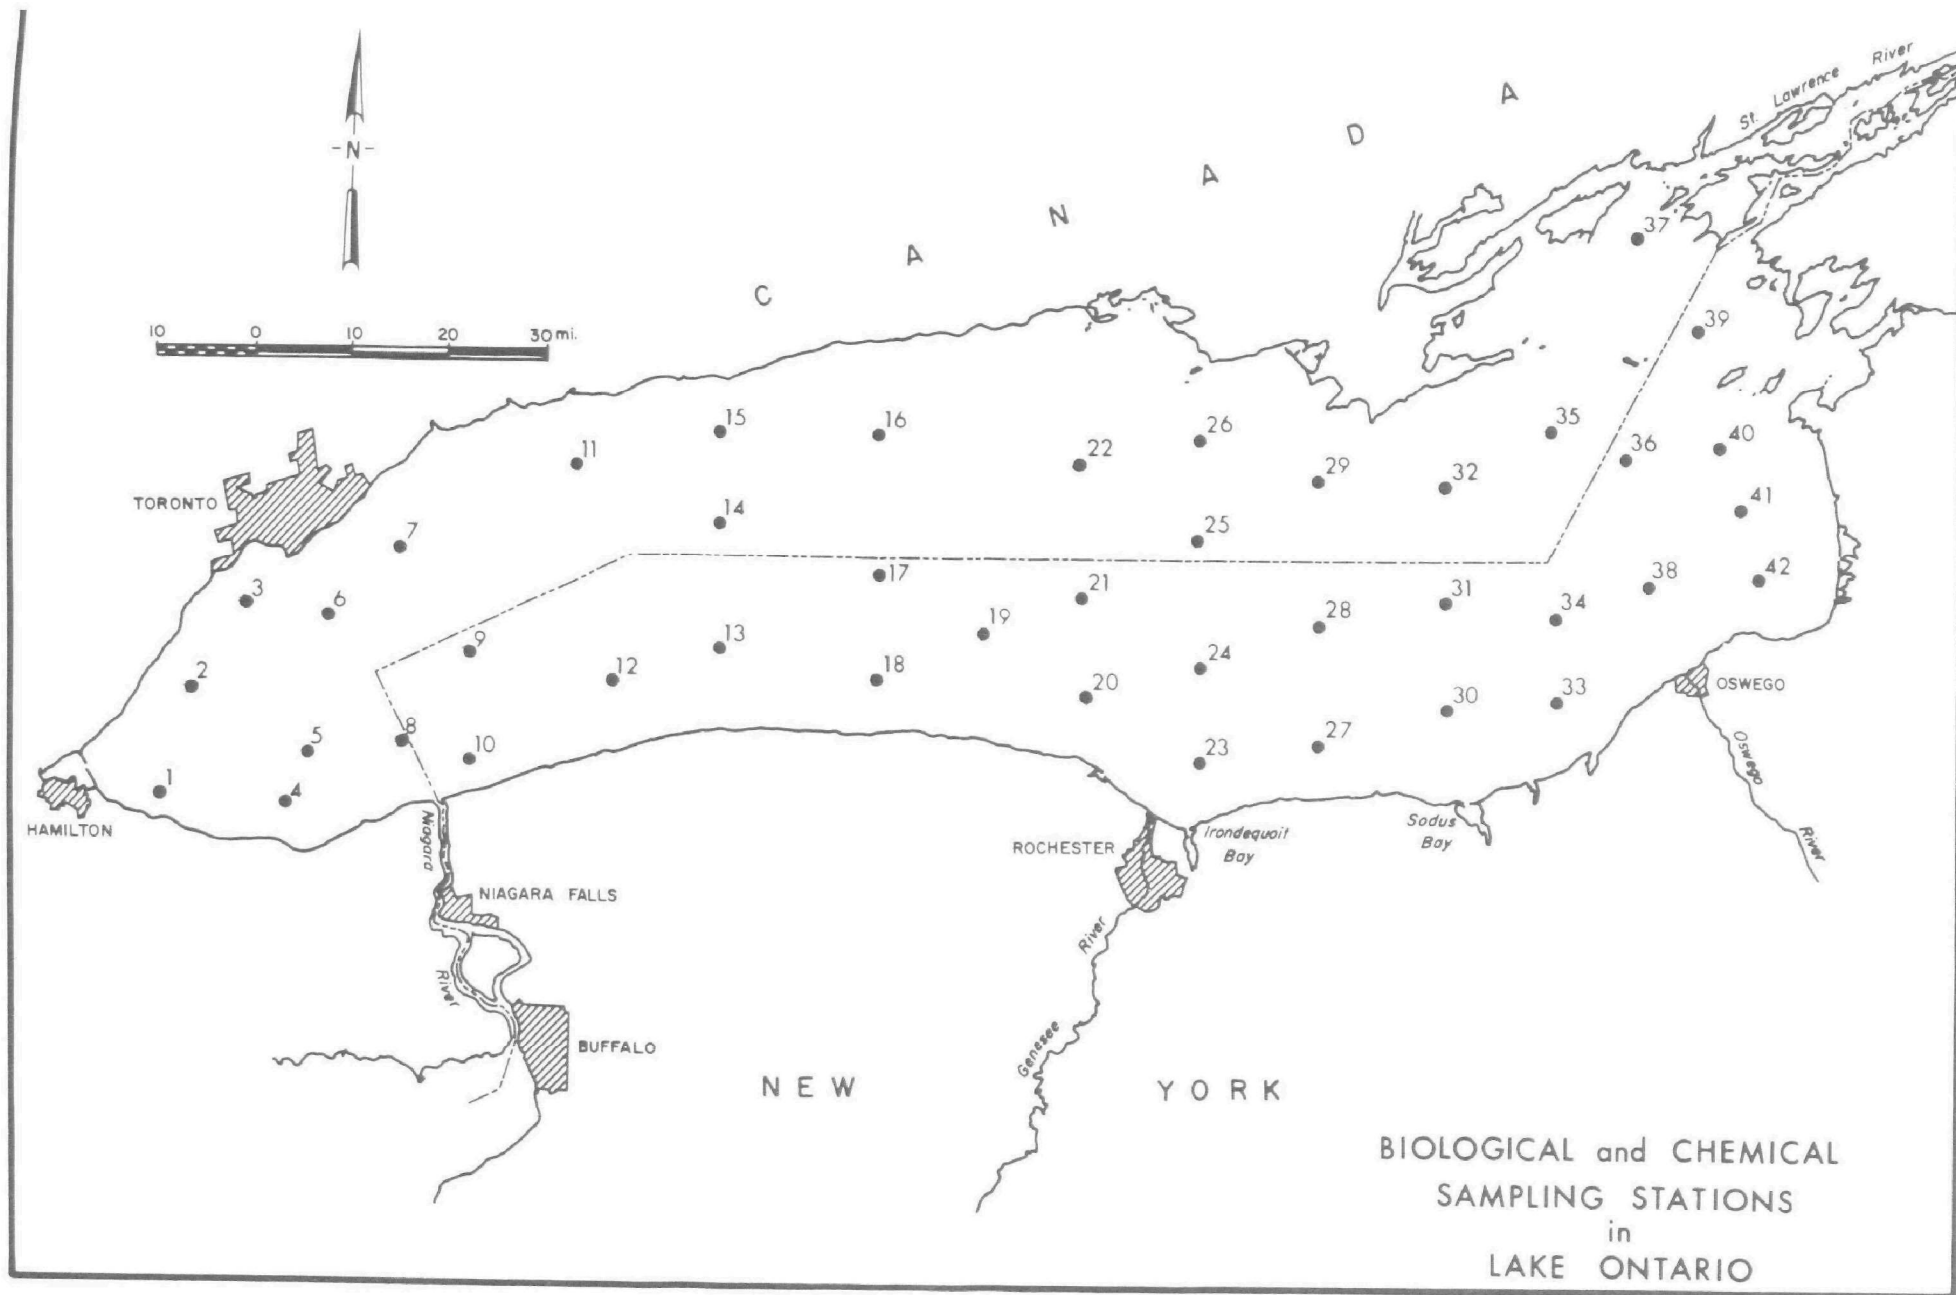 St. Lawrence River
C A N A D A
-N-
10 0 10 20 30 mi.
37
39
15
16
26
35
40
11
22
29
32
36
TORONTO
14
41
7
25
17
21
38
42
3
6
31
34
19
28
9
13
24
2
12
18
20
30
33
OSWEGO
5
8
10
23
27
Oswego River
1
4
HAMILTON
Niagara River
ROCHESTER
Irondequoit
Bay
Sodus
Bay
NIAGARA FALLS
Genesee River
BUFFALO
NEW YORK
BIOLOGICAL and CHEMICAL
SAMPLING STATIONS
in
LAKE ONTARIO